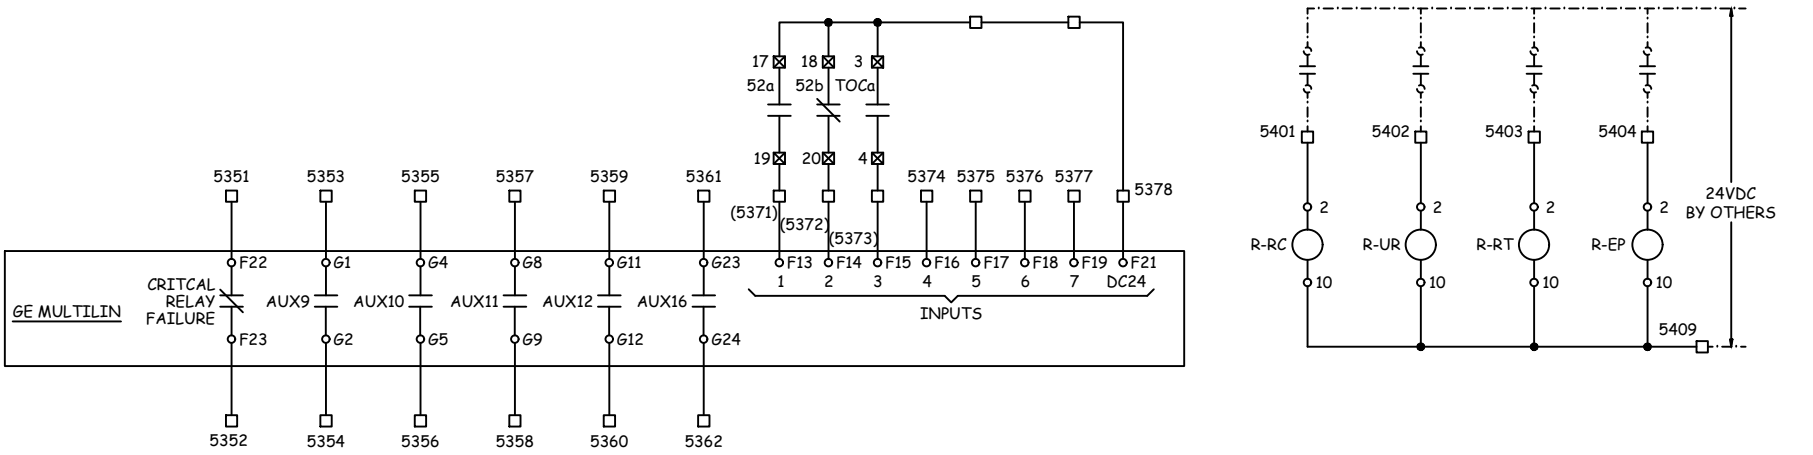 17 18 3
52a 52b TOCa
19 20 4
5351 5353 5355 5357 5359 5361
(5371) (5372) (5373)
5374 5375 5376 5377 5378
F22 G1 G4 G8 G11 G23
F13 F14 F15 F16 F17 F18 F19 F21
1 2 3 4 5 6 7 DC24
INPUTS
CRITCAL
RELAY
FAILURE
AUX9 AUX10 AUX11 AUX12 AUX16
GE MULTILIN
F23 G2 G5 G9 G12 G24
5352 5354 5356 5358 5360 5362
5401 5402 5403 5404
2 2 2 2
R-RC R-UR R-RT R-EP
10 10 10 10
5409
24VDC
BY OTHERS